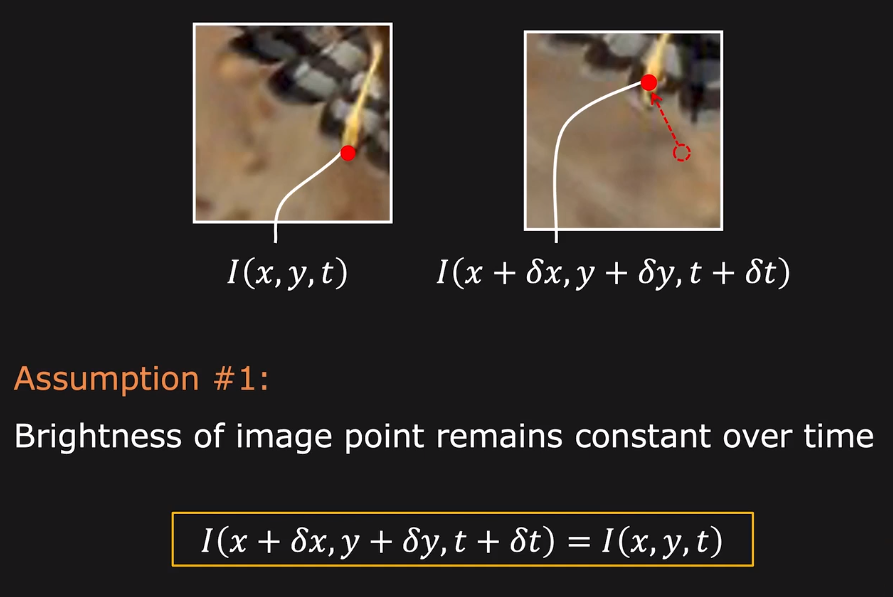 I(x, y, t)
I(x + δx, y + δy, t + δt)
Assumption #1:
Brightness of image point remains constant over time
I(x + δx, y + δy, t + δt) = I(x, y, t)